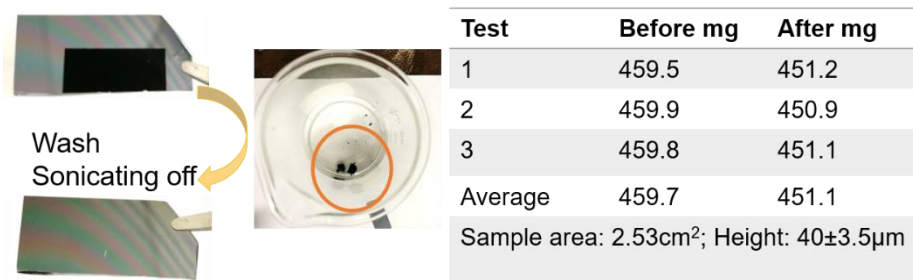 Wash
Sonicating off
Test Before mg After mg
1 459.5 451.2
2 459.9 450.9
3 459.8 451.1
Average 459.7 451.1
Sample area: 2.53cm²; Height: 40±3.5μm